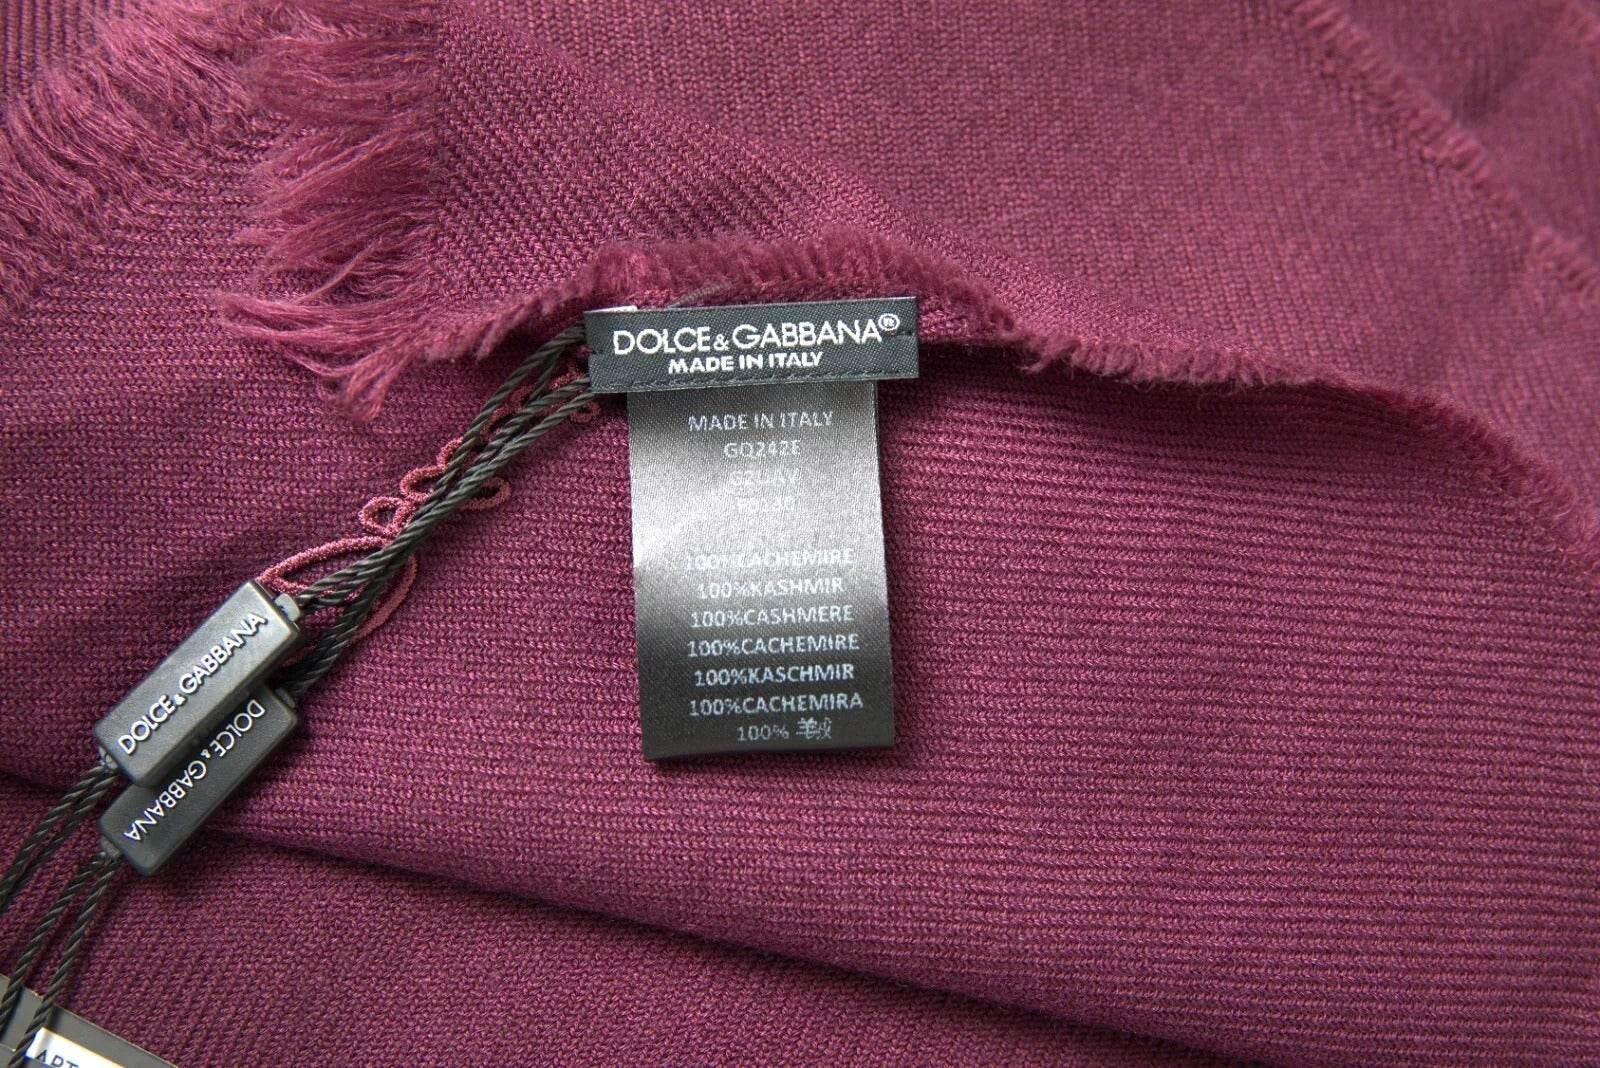 DOLCE&GABBANA®
MADE IN ITALY
MADE IN ITALY
GQ242E
100%CACHEMIRE
100%KASHMIR
100%CASHMERE
100%CACHEMIRE
100%KASCHMIR
100%CACHEMIRA
100% 羊绒
DOLCE&GABBANA
DOLCE&GABBANA
ART